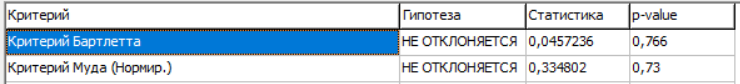 Критерий Гипотеза Статистика p-value
Критерий Бартлетта НЕ ОТКЛОНЯЕТСЯ 0,0457236 0,766
Критерий Муда (Нормир.) НЕ ОТКЛОНЯЕТСЯ 0,334802 0,73